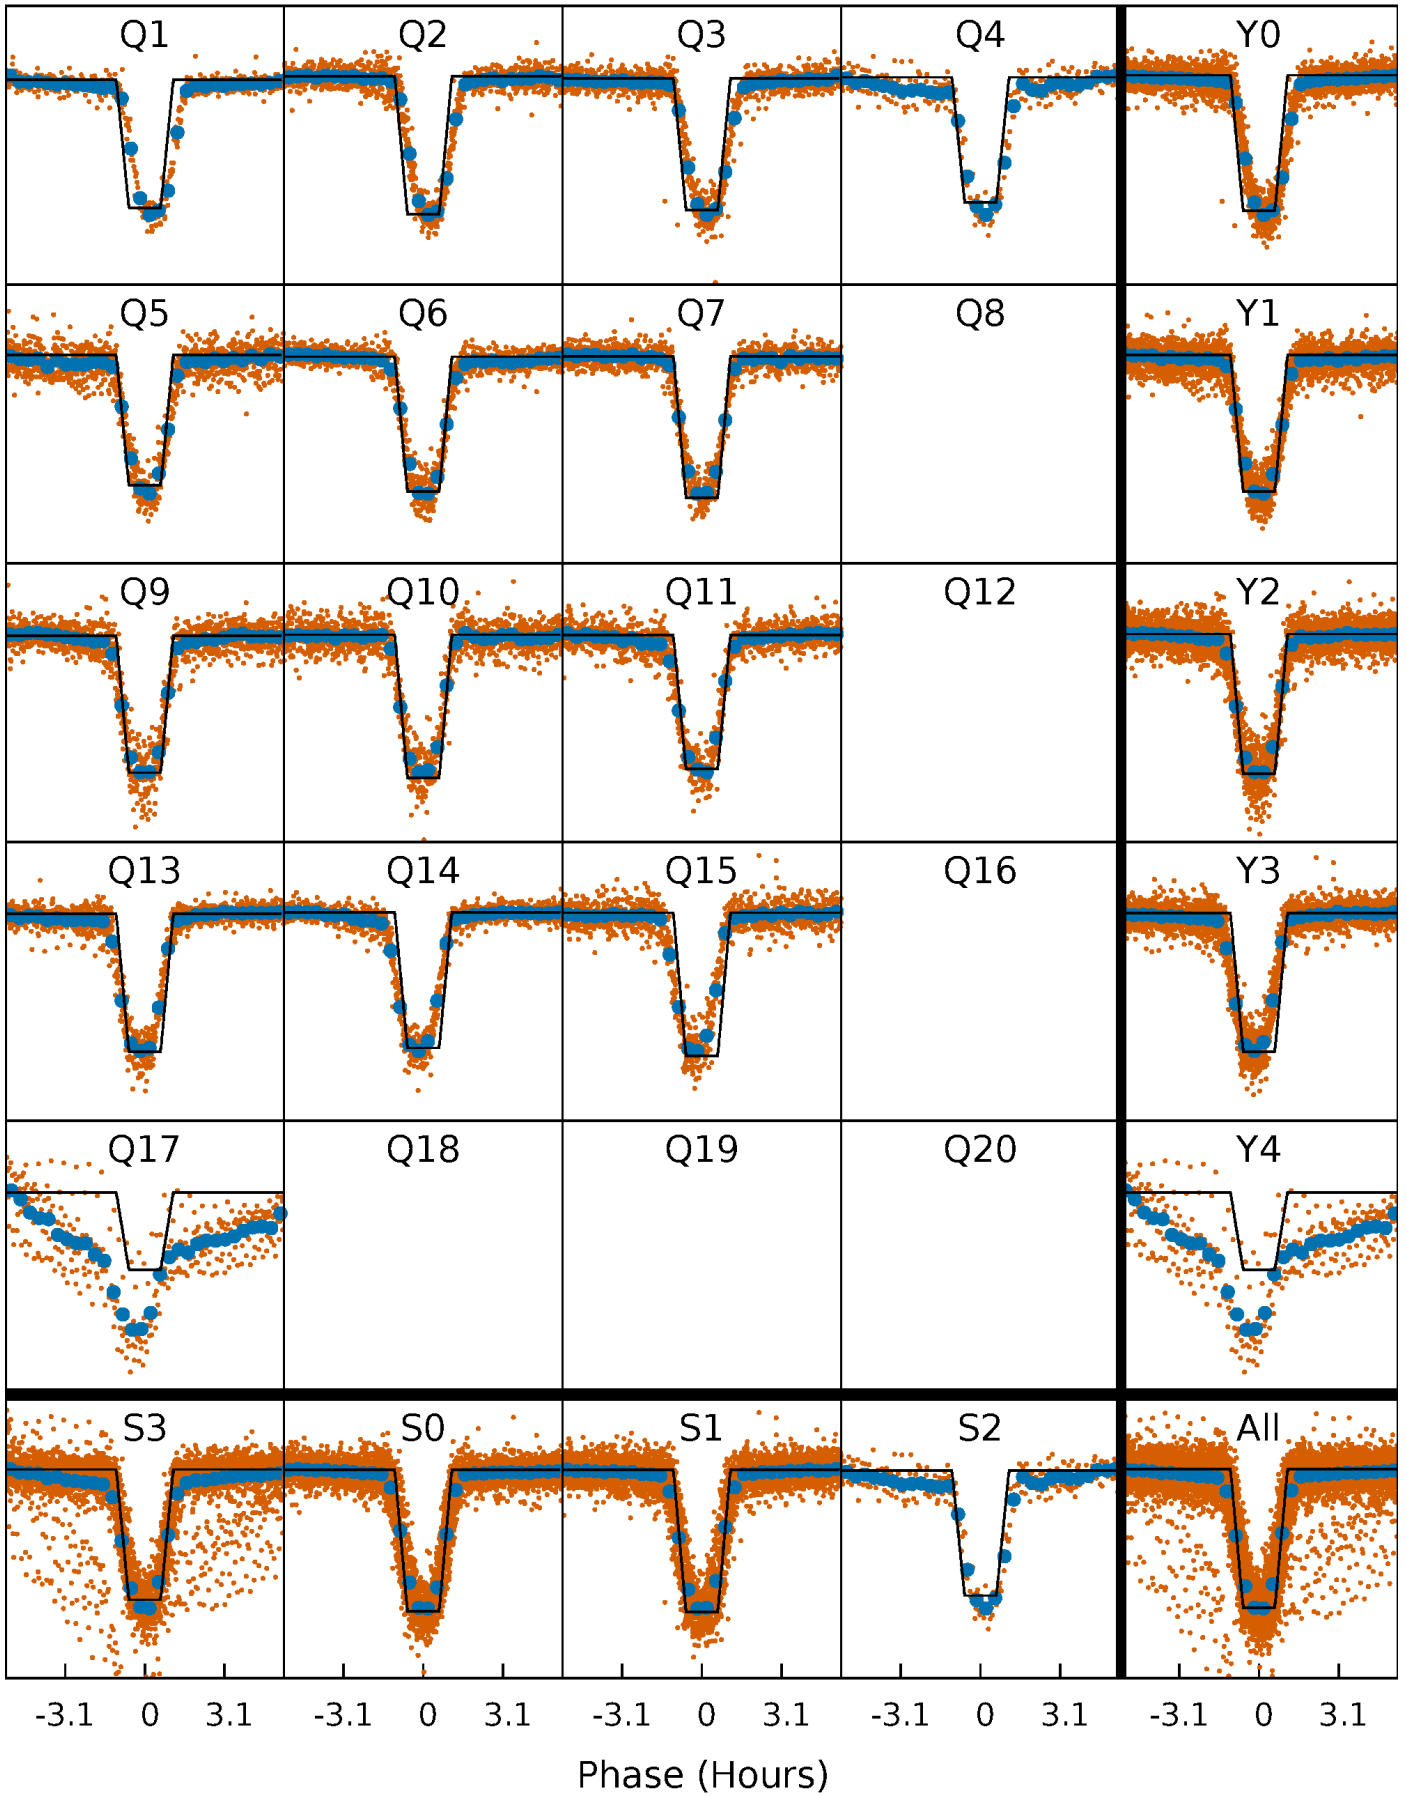 Q1 Q2 Q3 Q4 Y0
Q5 Q6 Q7 Q8 Y1
Q9 Q10 Q11 Q12 Y2
Q13 Q14 Q15 Q16 Y3
Q17 Q18 Q19 Q20 Y4
S3 S0 S1 S2 All
-3.1 0 3.1 -3.1 0 3.1 -3.1 0 3.1 -3.1 0 3.1 -3.1 0 3.1
Phase (Hours)